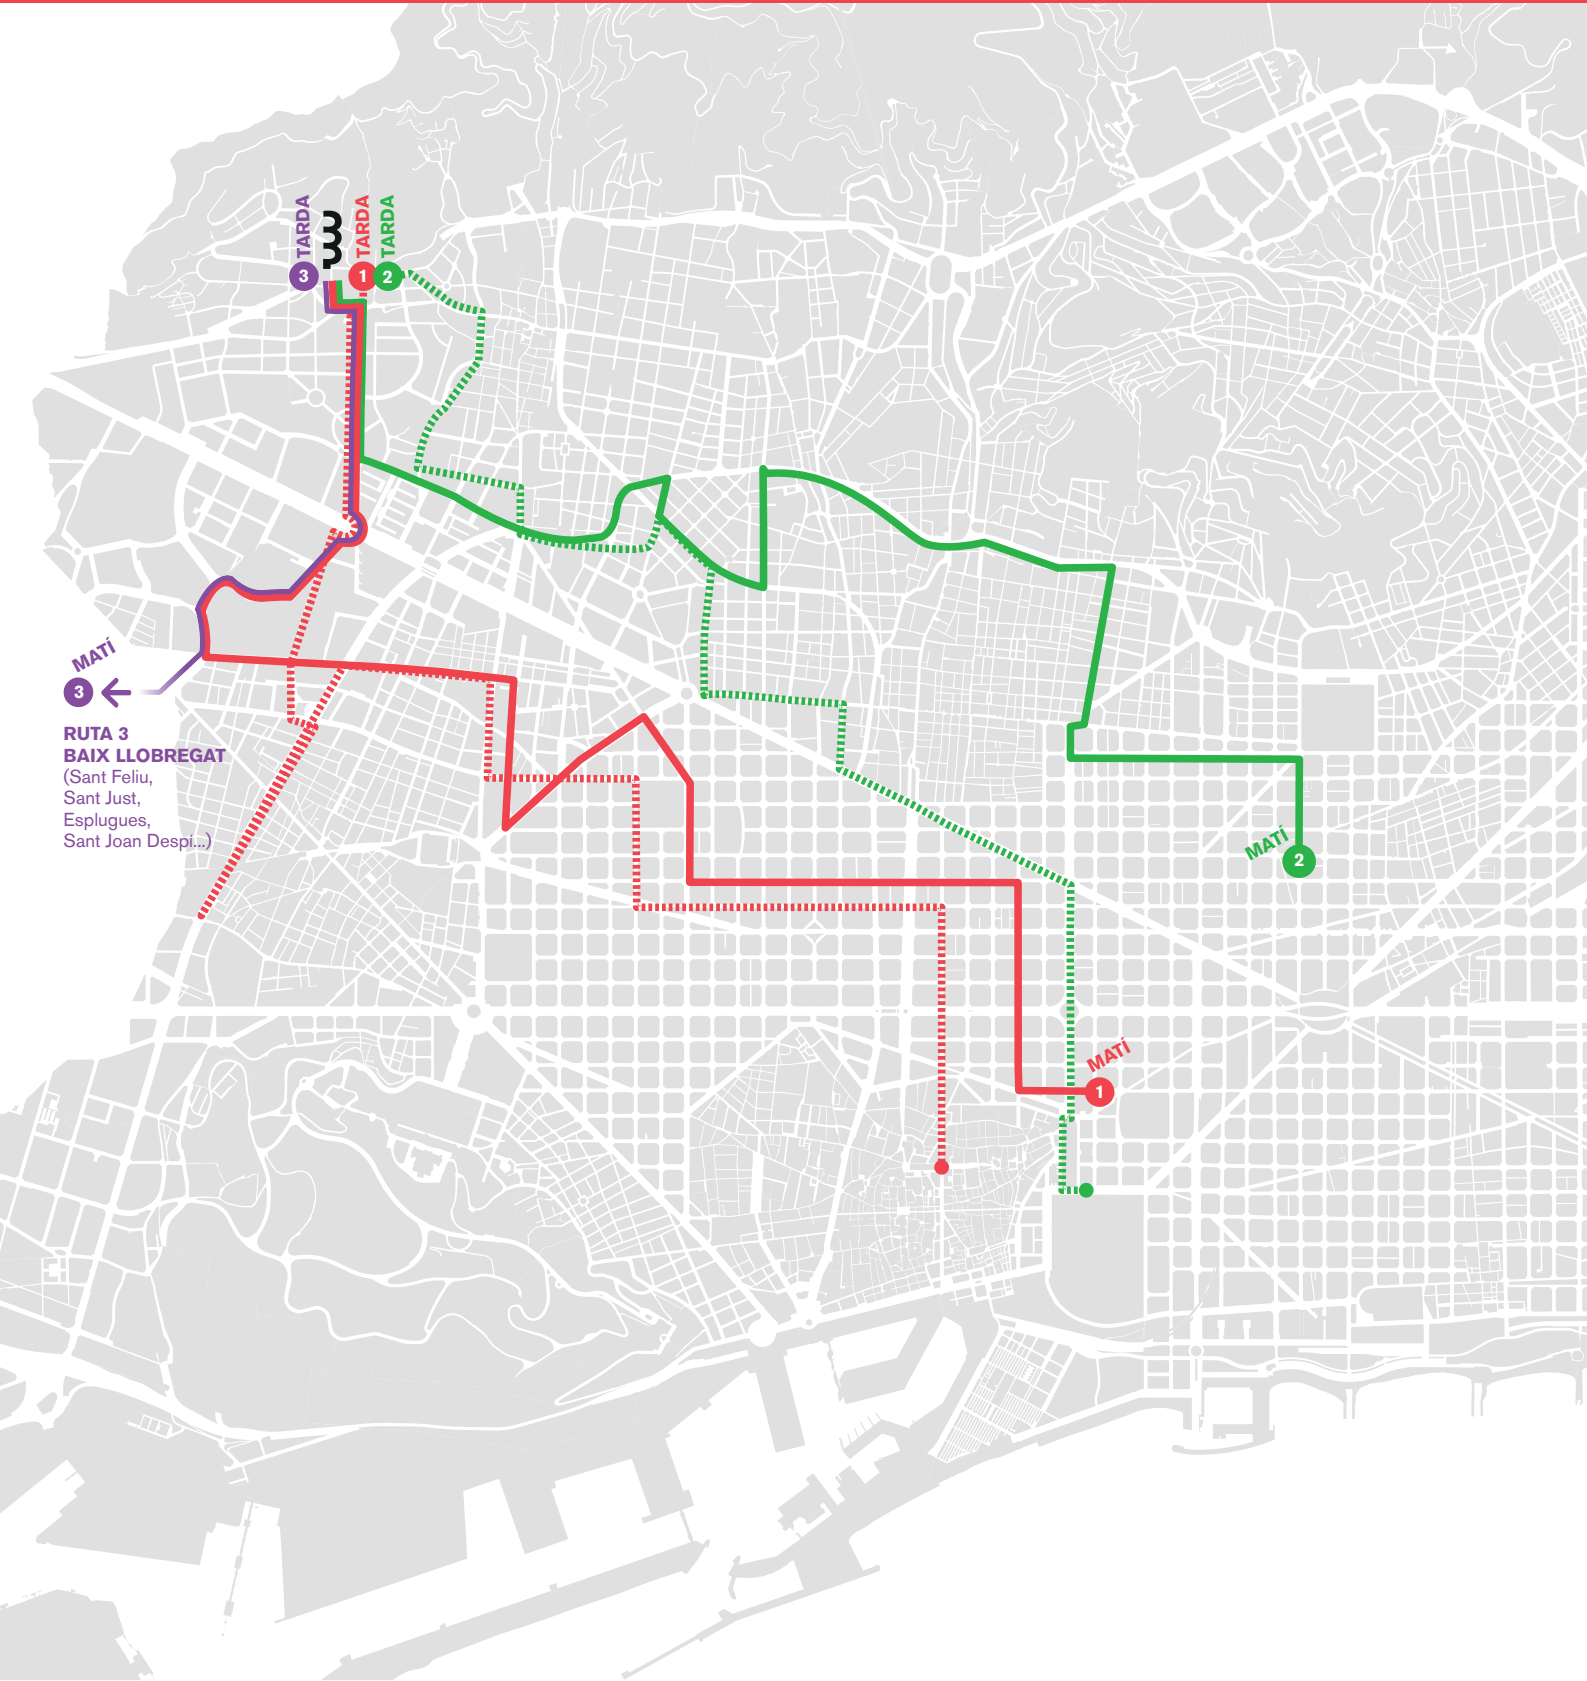 TARDA
TARDA
TARDA
3
1
2
MATÍ
3
RUTA 3
BAIX LLOBREGAT
(Sant Feliu,
Sant Just,
Esplugues,
Sant Joan Despí...)
MATÍ
2
MATÍ
1